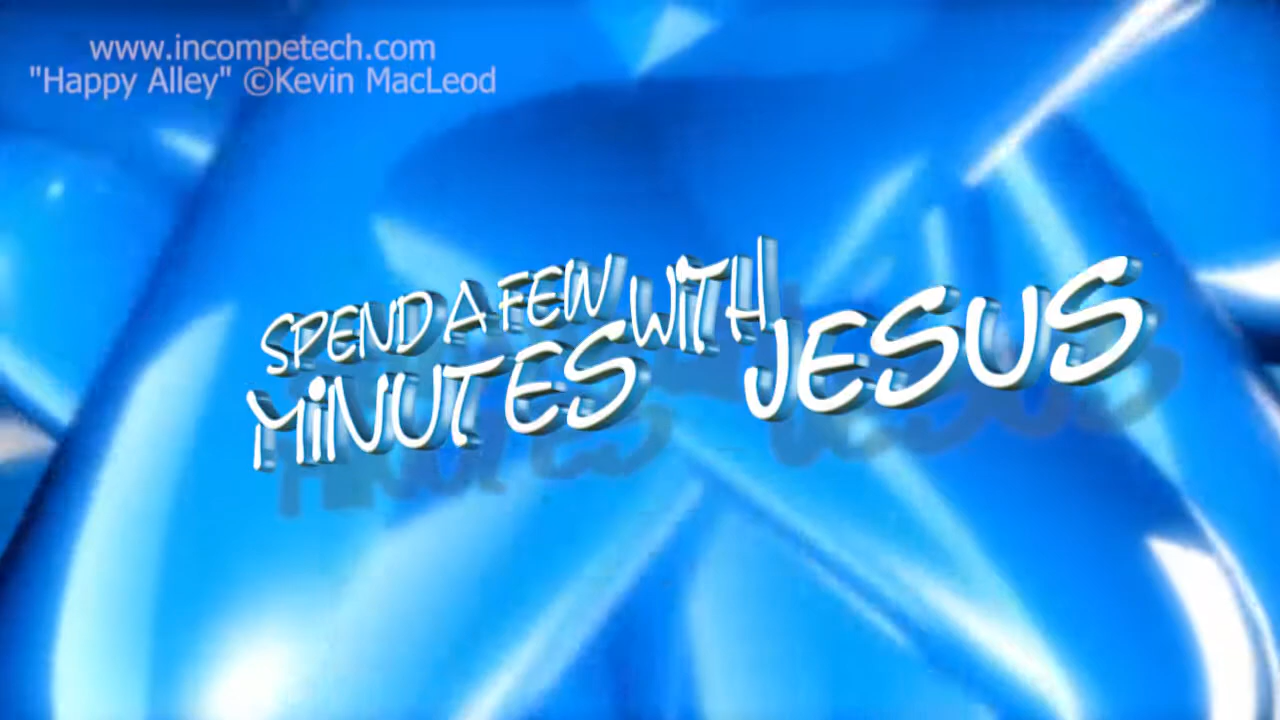 www.incompetech.com
"Happy Alley" ©Kevin MacLeod
SPEND A FEW
MiNUTES WiTH
JESUS